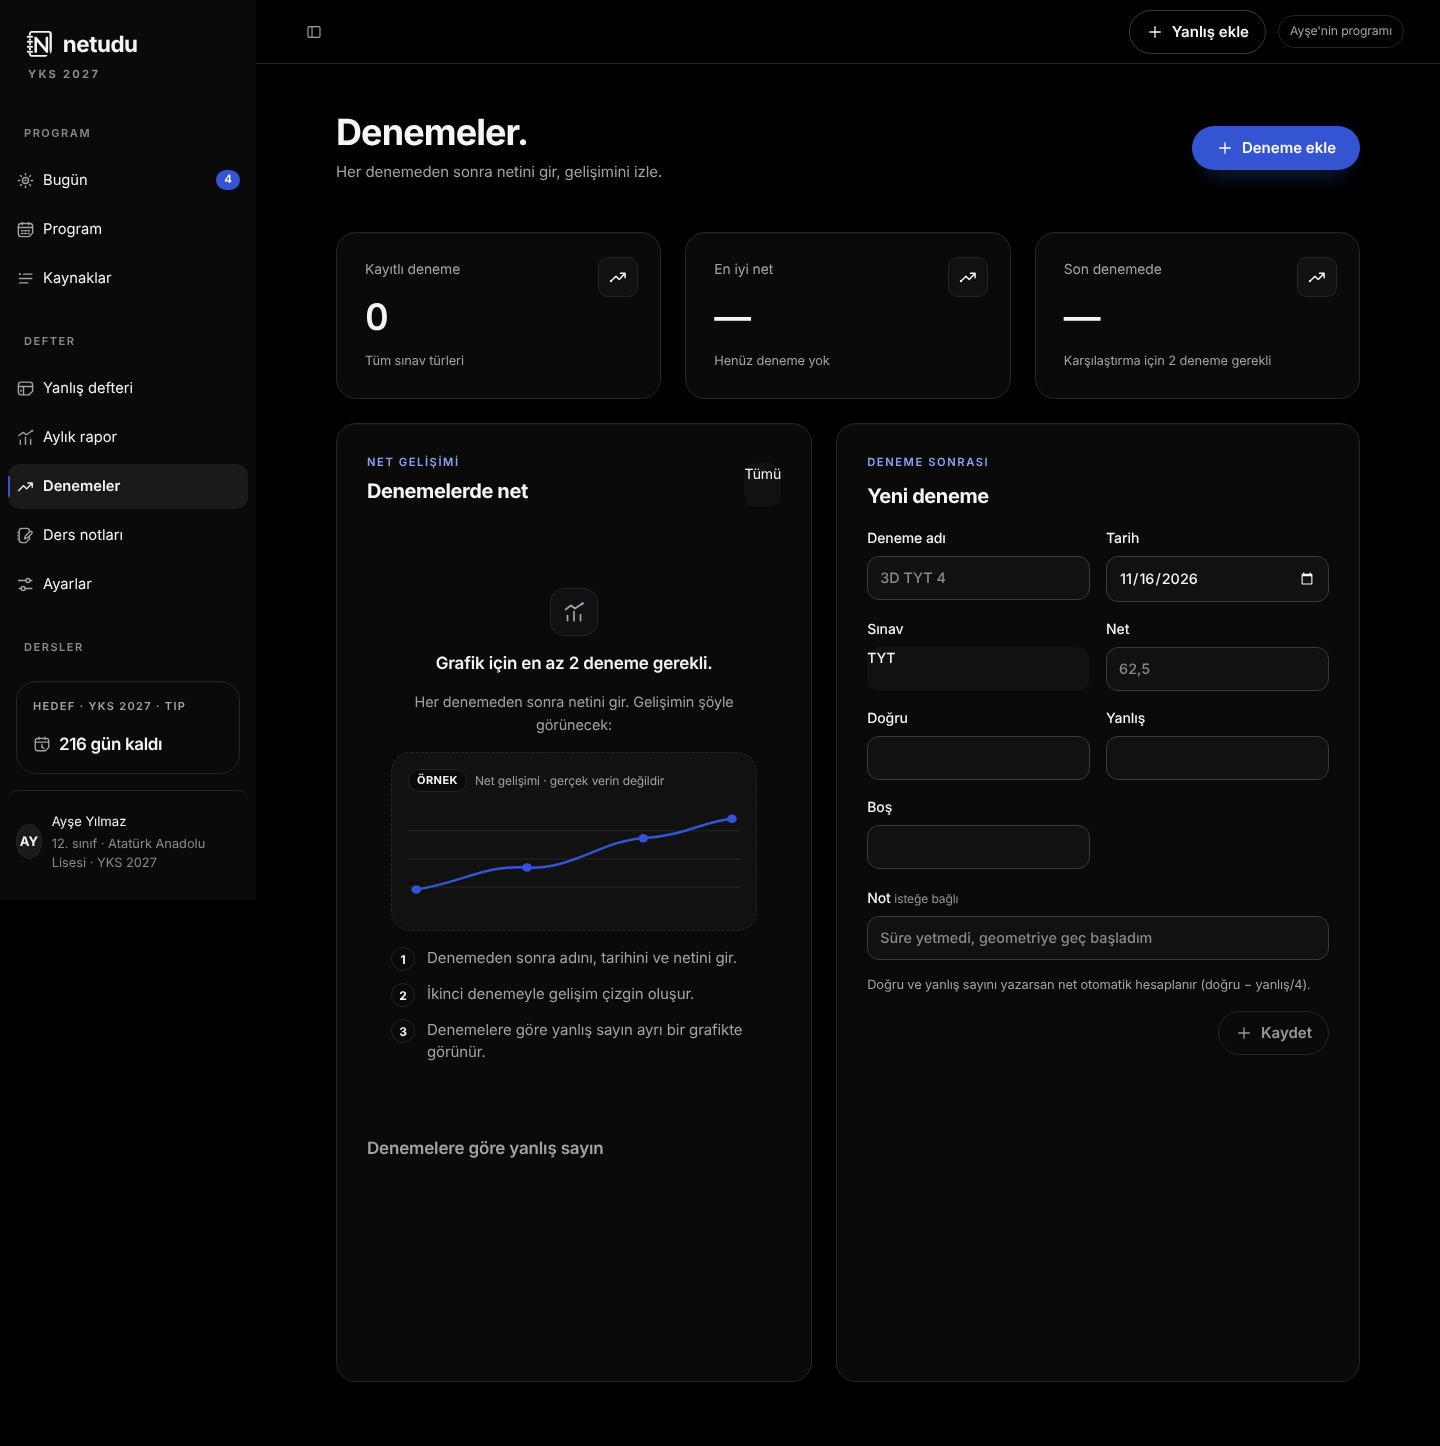 netudu
YKS 2027
PROGRAM
Bugün 4
Program
Kaynaklar
DEFTER
Yanlış defteri
Aylık rapor
Denemeler
Ders notları
Ayarlar
DERSLER
HEDEF · YKS 2027 · TIP
216 gün kaldı
AY
Ayşe Yılmaz
12. sınıf · Atatürk Anadolu
Lisesi · YKS 2027
Yanlış ekle
Ayşe'nin programı
Denemeler.
Her denemeden sonra netini gir, gelişimini izle.
Deneme ekle
Kayıtlı deneme
0
Tüm sınav türleri
En iyi net
—
Henüz deneme yok
Son denemede
—
Karşılaştırma için 2 deneme gerekli
NET GELİŞİMİ
Denemelerde net
Tümü
Grafik için en az 2 deneme gerekli.
Her denemeden sonra netini gir. Gelişimin şöyle
görünecek:
ÖRNEK Net gelişimi · gerçek verin değildir
1 Denemeden sonra adını, tarihini ve netini gir.
2 İkinci denemeyle gelişim çizgin oluşur.
3 Denemelere göre yanlış sayın ayrı bir grafikte
görünür.
Denemelere göre yanlış sayın
DENEME SONRASI
Yeni deneme
Deneme adı
3D TYT 4
Tarih
11/16/2026
Sınav
TYT
Net
62,5
Doğru
Yanlış
Boş
Not isteğe bağlı
Süre yetmedi, geometriye geç başladım
Doğru ve yanlış sayını yazarsan net otomatik hesaplanır (doğru − yanlış/4).
Kaydet